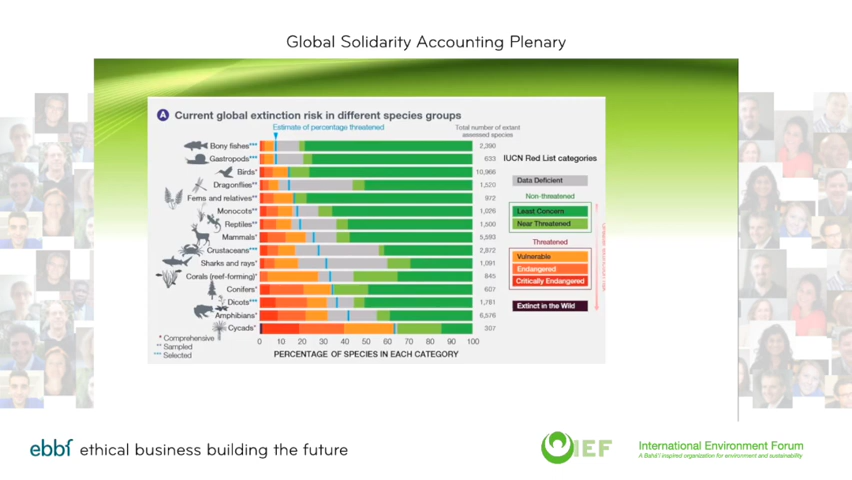 Global Solidarity Accounting Plenary
A Current global extinction risk in different species groups
Estimate of percentage threatened
Total number of extant
assessed species
Bony fishes*** 2,390
Gastropods*** 633
Birds* 10,966
Dragonflies** 1,520
Ferns and relatives** 972
Monocots** 1,026
Reptiles** 1,500
Mammals* 5,593
Crustaceans*** 2,872
Sharks and rays* 1,091
Corals (reef-forming)* 845
Conifers* 607
Dicots*** 1,781
Amphibians* 6,576
Cycads* 307
0 10 20 30 40 50 60 70 80 90 100
PERCENTAGE OF SPECIES IN EACH CATEGORY
* Comprehensive
** Sampled
*** Selected
IUCN Red List categories
Data Deficient
Non-threatened
Least Concern
Near Threatened
Threatened
Vulnerable
Endangered
Critically Endangered
Extinct in the Wild
ebbf ethical business building the future
IEF
International Environment Forum
A Bahá'í inspired organization for environment and sustainability